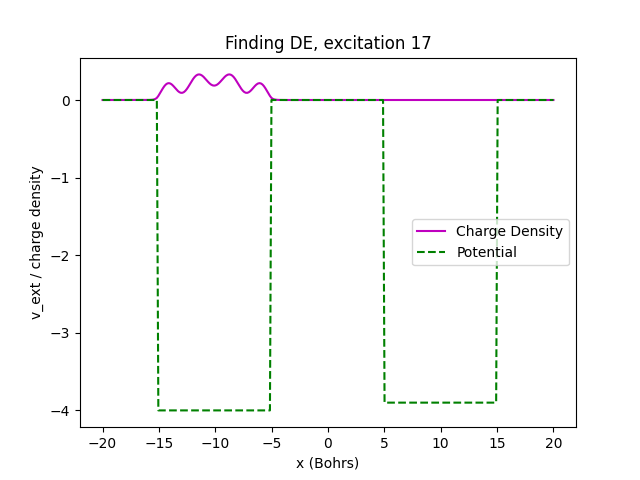 Finding DE, excitation 17
v_ext / charge density
0
−1
−2
−3
−4
Charge Density
Potential
−20 −15 −10 −5 0 5 10 15 20
x (Bohrs)